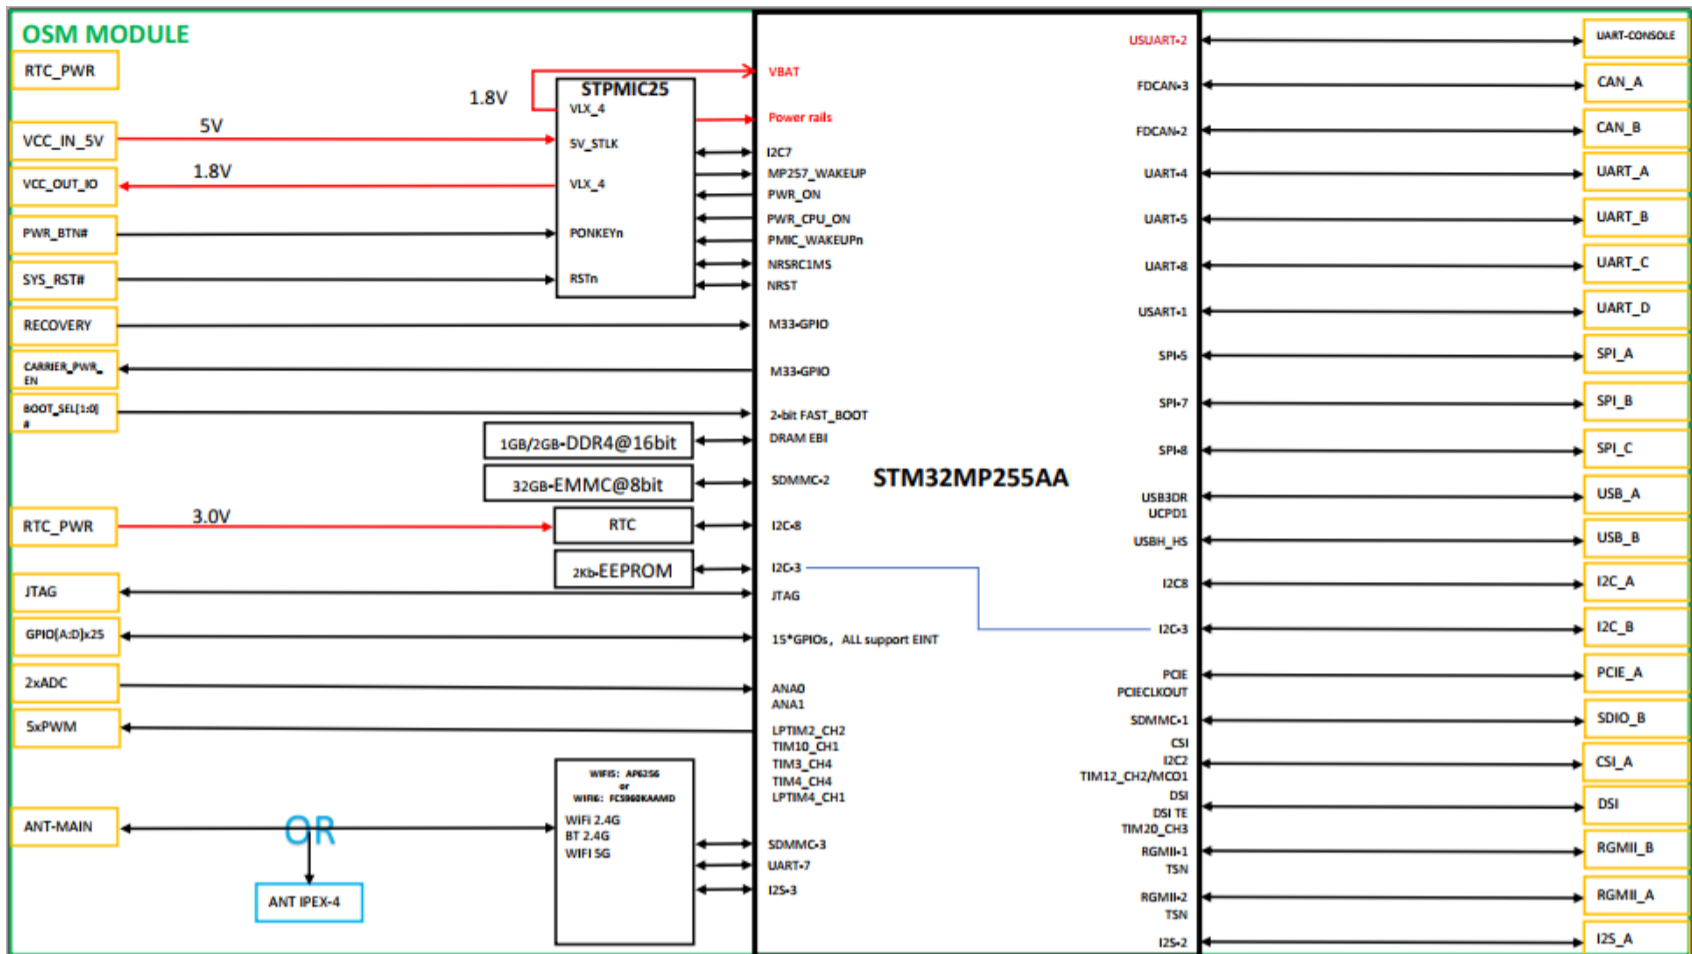 OSM MODULE
RTC_PWR
VCC_IN_5V
5V
VCC_OUT_IO
1.8V
PWR_BTN#
SYS_RST#
RECOVERY
CARRIER_PWR_
EN
BOOT_SEL[1:0]
#
RTC_PWR
3.0V
JTAG
GPIO[A:D]x25
2xADC
5xPWM
ANT-MAIN
OR
ANT IPEX-4
1.8V
STPMIC25
VLX_4
5V_STLK
VLX_4
PONKEYn
RSTn
1GB/2GB-DDR4@16bit
32GB-EMMC@8bit
RTC
2Kb-EEPROM
WIFI5: AP6256
or
WIFI6: FCS960KAAMD
WiFi 2.4G
BT 2.4G
WIFI 5G
VBAT
Power rails
I2C7
MP257_WAKEUP
PWR_ON
PWR_CPU_ON
PMIC_WAKEUPn
NRSRC1MS
NRST
M33-GPIO
M33-GPIO
2-bit FAST_BOOT
DRAM EBI
SDMMC-2
I2C-8
I2C-3
JTAG
15*GPIOs, ALL support EINT
ANA0
ANA1
LPTIM2_CH2
TIM10_CH1
TIM3_CH4
TIM4_CH4
LPTIM4_CH1
SDMMC-3
UART-7
I2S-3
STM32MP255AA
USUART-2
FDCAN-3
FDCAN-2
UART-4
UART-5
UART-8
USART-1
SPI-5
SPI-7
SPI-8
USB3DR
UCPD1
USBH_HS
I2C8
I2C-3
PCIE
PCIECLKOUT
SDMMC-1
CSI
I2C2
TIM12_CH2/MCO1
DSI
DSI TE
TIM20_CH3
RGMII-1
TSN
RGMII-2
TSN
I2S-2
UART-CONSOLE
CAN_A
CAN_B
UART_A
UART_B
UART_C
UART_D
SPI_A
SPI_B
SPI_C
USB_A
USB_B
I2C_A
I2C_B
PCIE_A
SDIO_B
CSI_A
DSI
RGMII_B
RGMII_A
I2S_A